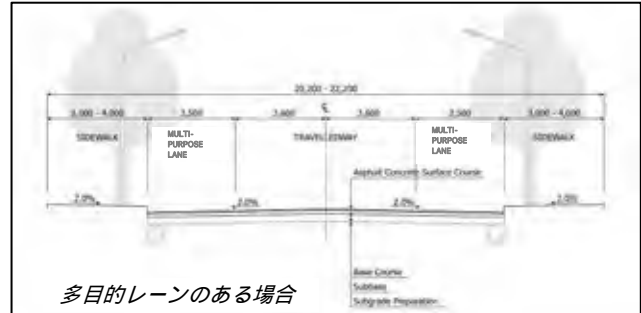 20,200 - 22,200
℄
3,000 - 4,000 3,500 3,600 3,600 3,500 3,000 - 4,000
SIDEWALK MULTI-PURPOSE LANE TRAVELLEDWAY MULTI-PURPOSE LANE SIDEWALK
Asphalt Concrete Surface Course
2.0% 2.0% 2.0% 2.0%
Base Course
Subbase
Subgrade Preparation
多目的レーンのある場合